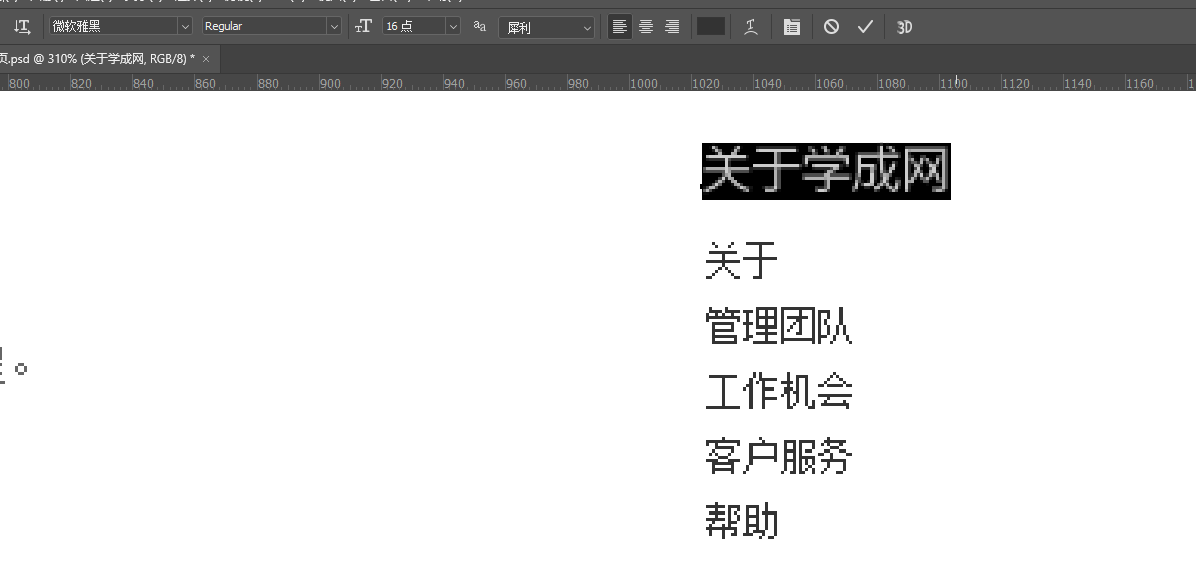 微软雅黑 Regular 16 点 aa 犀利 3D
页.psd @ 310% (关于学成网, RGB/8) * ×
800 820 840 860 880 900 920 940 960 980 1000 1020 1040 1060 1080 1100 1120 1140 1160
关于学成网
关于
管理团队
。
工作机会
客户服务
帮助